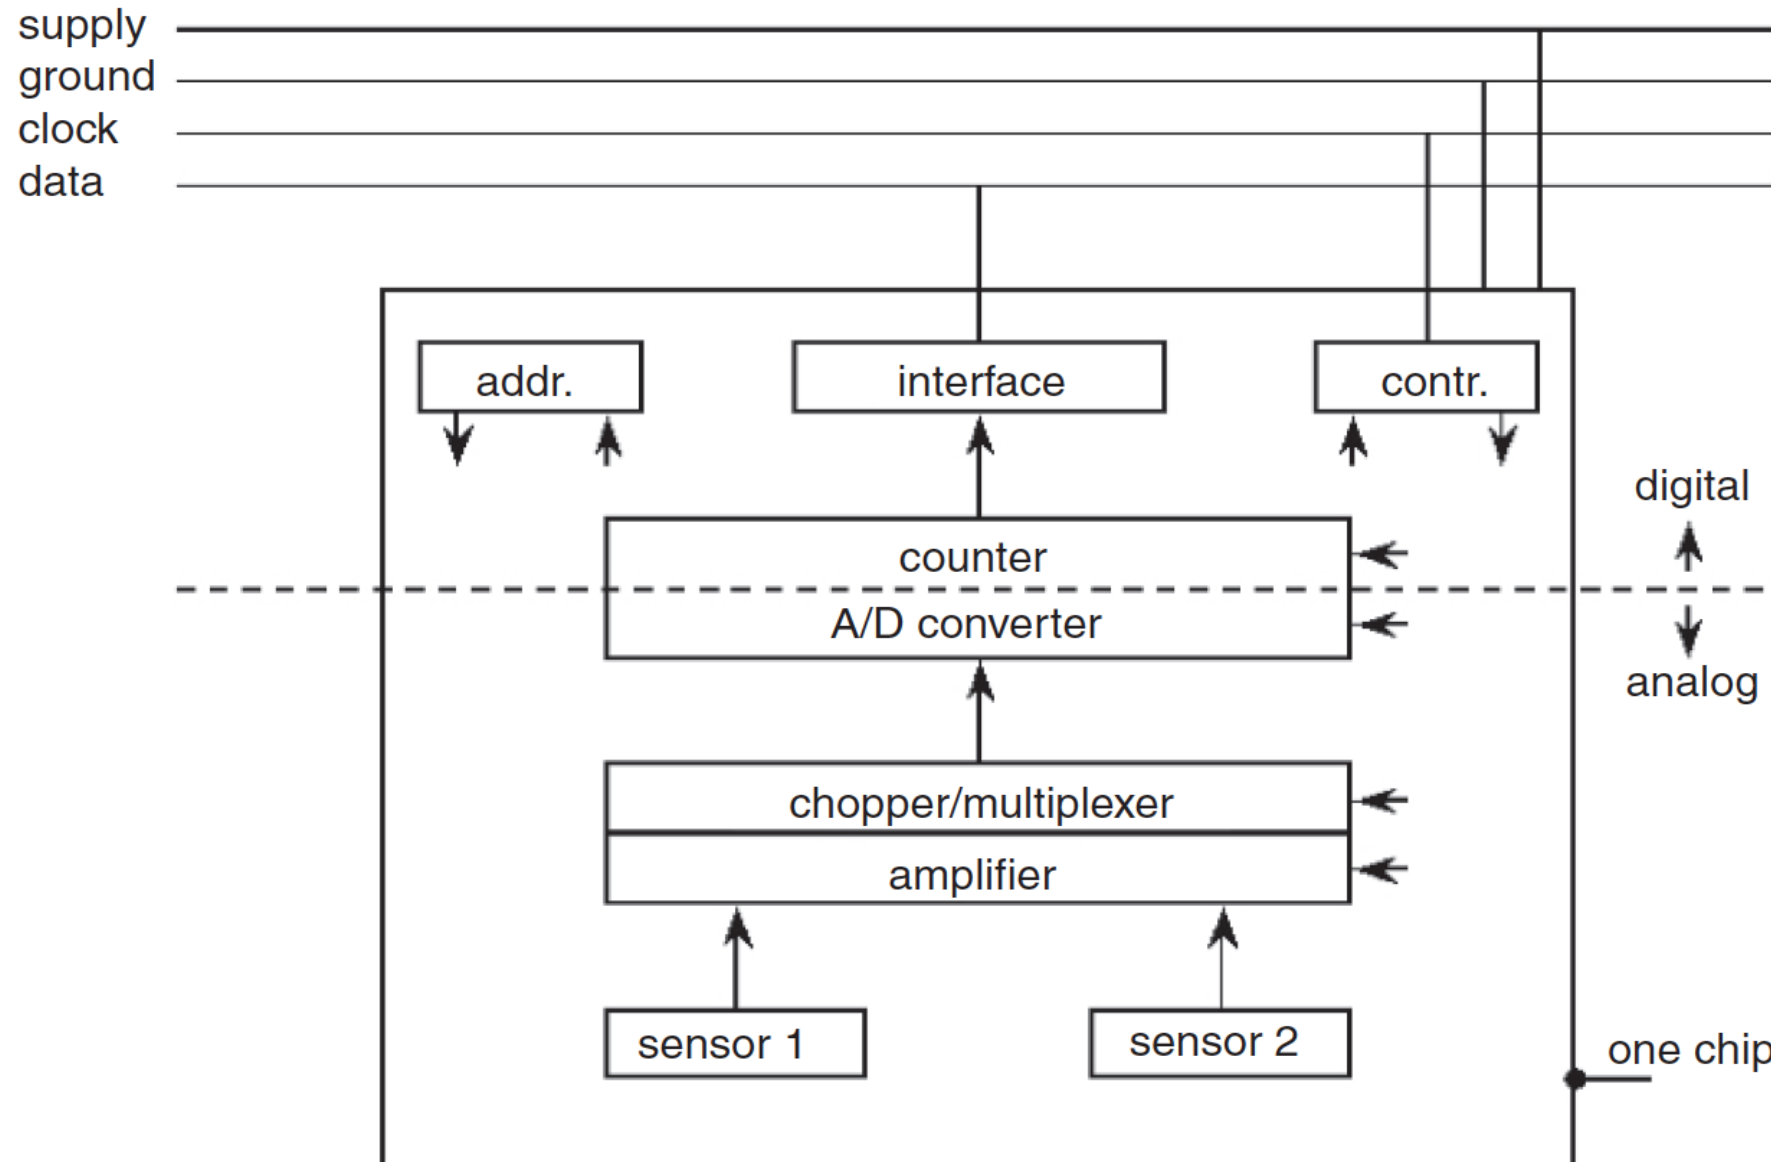 supply
ground
clock
data
addr.
interface
contr.
digital
counter
A/D converter
analog
chopper/multiplexer
amplifier
sensor 1
sensor 2
one chip